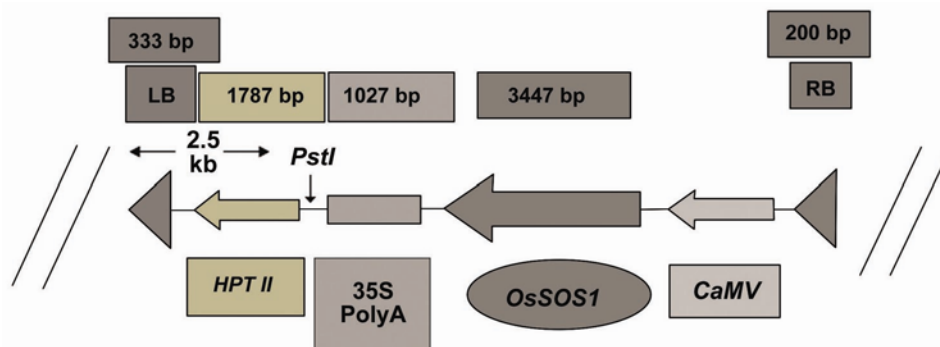 333 bp
200 bp
LB
1787 bp
1027 bp
3447 bp
RB
2.5
kb
PstI
HPT II
35S
PolyA
OsSOS1
CaMV